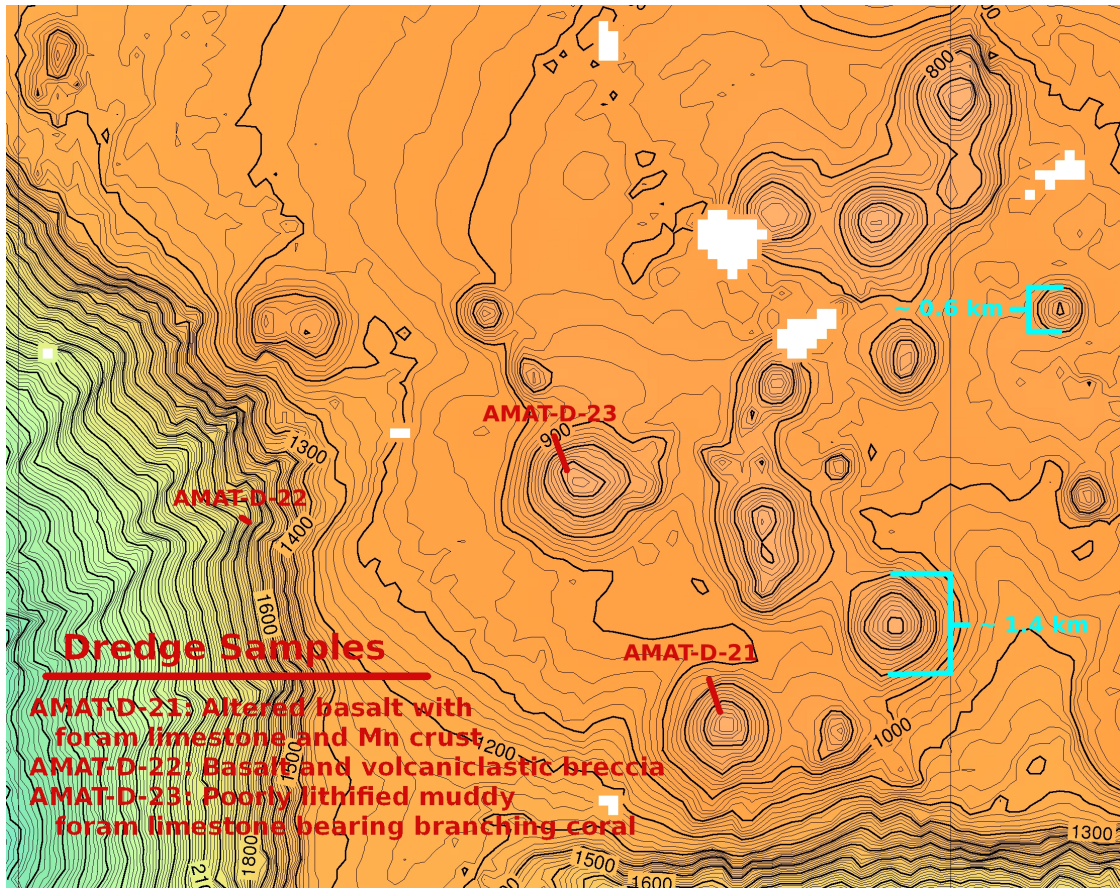 800
~ 0.6 km
AMAT-D-23
900
1300
AMAT-D-22
1400
1600
~ 1.4 km
Dredge Samples
AMAT-D-21
AMAT-D-21: Altered basalt with
foram limestone and Mn crust
1000
1200
AMAT-D-22: Basalt and volcaniclastic breccia
1500
AMAT-D-23: Poorly lithified muddy
foram limestone bearing branching coral
1300
1800
1500
1600